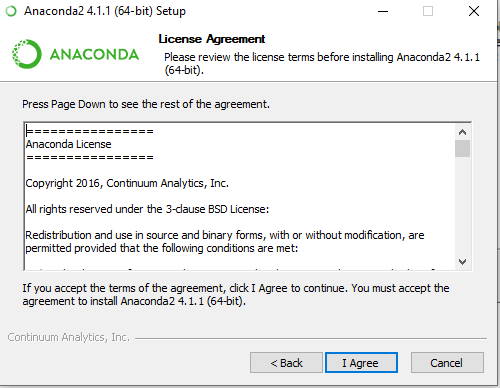 Anaconda2 4.1.1 (64-bit) Setup
ANACONDA
License Agreement
Please review the license terms before installing Anaconda2 4.1.1
(64-bit).
Press Page Down to see the rest of the agreement.
================
Anaconda License
================
Copyright 2016, Continuum Analytics, Inc.
All rights reserved under the 3-clause BSD License:
Redistribution and use in source and binary forms, with or without modification, are
permitted provided that the following conditions are met:
If you accept the terms of the agreement, click I Agree to continue. You must accept the
agreement to install Anaconda2 4.1.1 (64-bit).
Continuum Analytics, Inc.
< Back
I Agree
Cancel